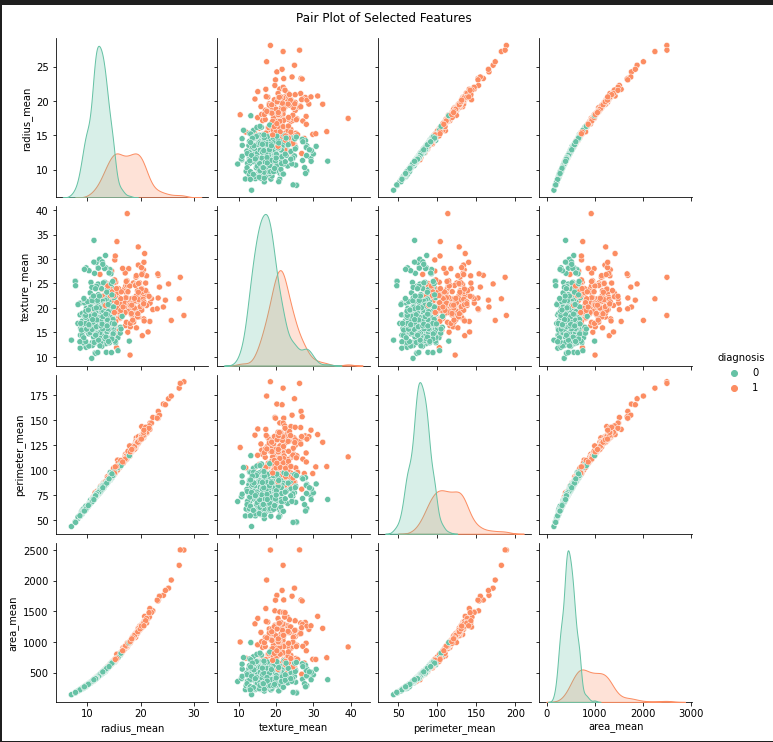 Pair Plot of Selected Features
radius_mean
25
20
15
10
texture_mean
40
35
30
25
20
15
10
diagnosis
0
1
perimeter_mean
175
150
125
100
75
50
area_mean
2500
2000
1500
1000
500
10 20 30
radius_mean
10 20 30 40
texture_mean
50 100 150 200
perimeter_mean
0 1000 2000 3000
area_mean